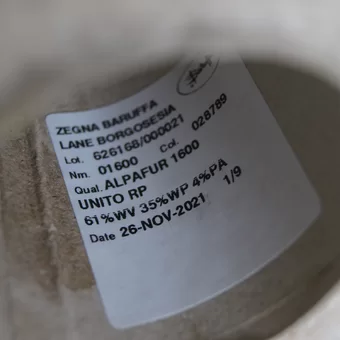 ZEGNA BARUFFA
LANE BORGOSESIA
Lot. 626168/000021
Nm. 01600 Col. 028789
Qual. ALPAFUR 1600
UNITO RP
61%WV 35%WP 4%PA
Date 26-NOV-2021 1/9